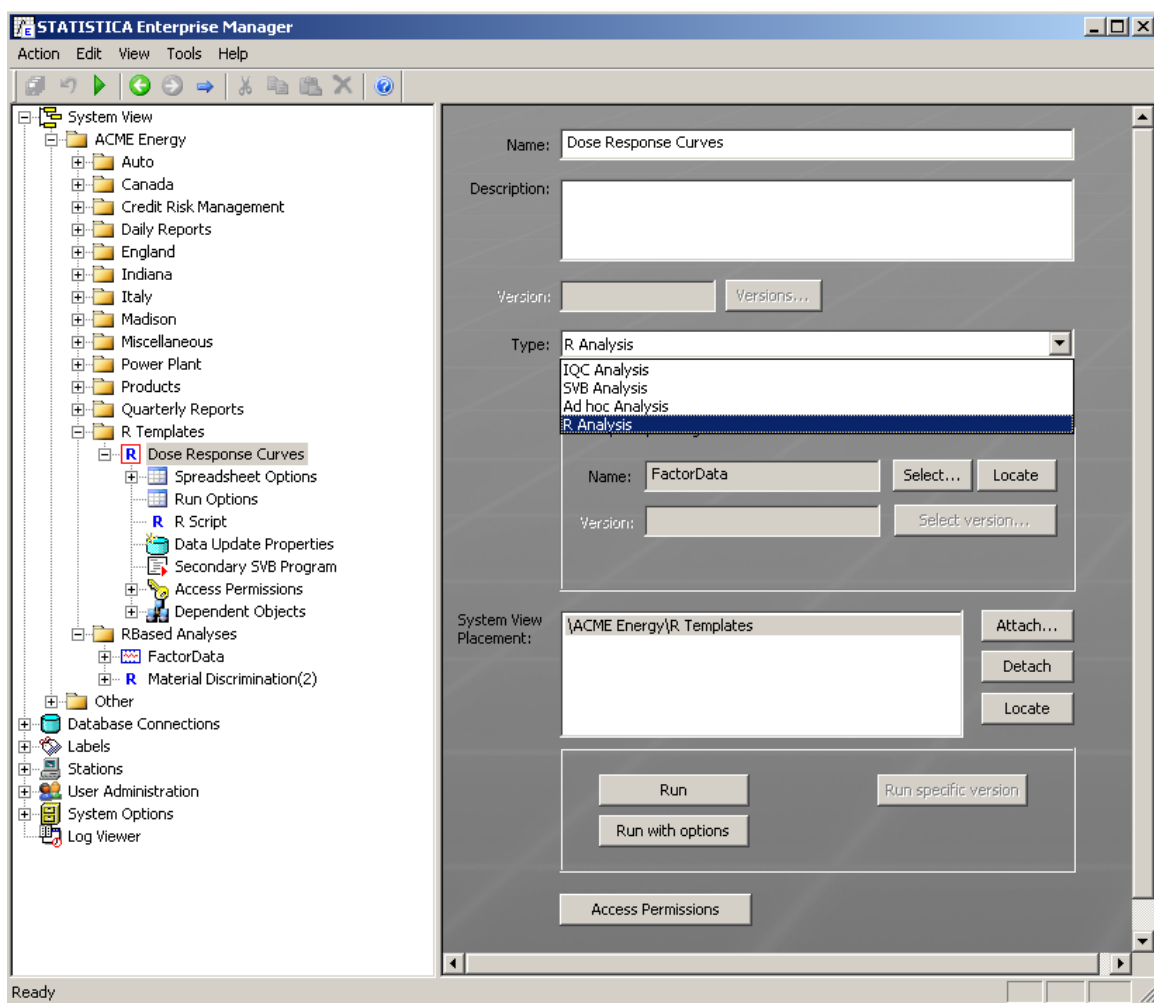 STATISTICA Enterprise Manager
Action Edit View Tools Help
System View
ACME Energy
Auto
Canada
Credit Risk Management
Daily Reports
England
Indiana
Italy
Madison
Miscellaneous
Power Plant
Products
Quarterly Reports
R Templates
R Dose Response Curves
Spreadsheet Options
Run Options
R R Script
Data Update Properties
Secondary SVB Program
Access Permissions
Dependent Objects
RBased Analyses
FactorData
R Material Discrimination(2)
Other
Database Connections
Labels
Stations
User Administration
System Options
Log Viewer
Name: Dose Response Curves
Description:
Version: Versions...
Type: R Analysis
IQC Analysis
SVB Analysis
Ad hoc Analysis
R Analysis
Name: FactorData Select... Locate
Version: Select version...
System View Placement: \ACME Energy\R Templates Attach...
Detach
Locate
Run Run specific version
Run with options
Access Permissions
Ready